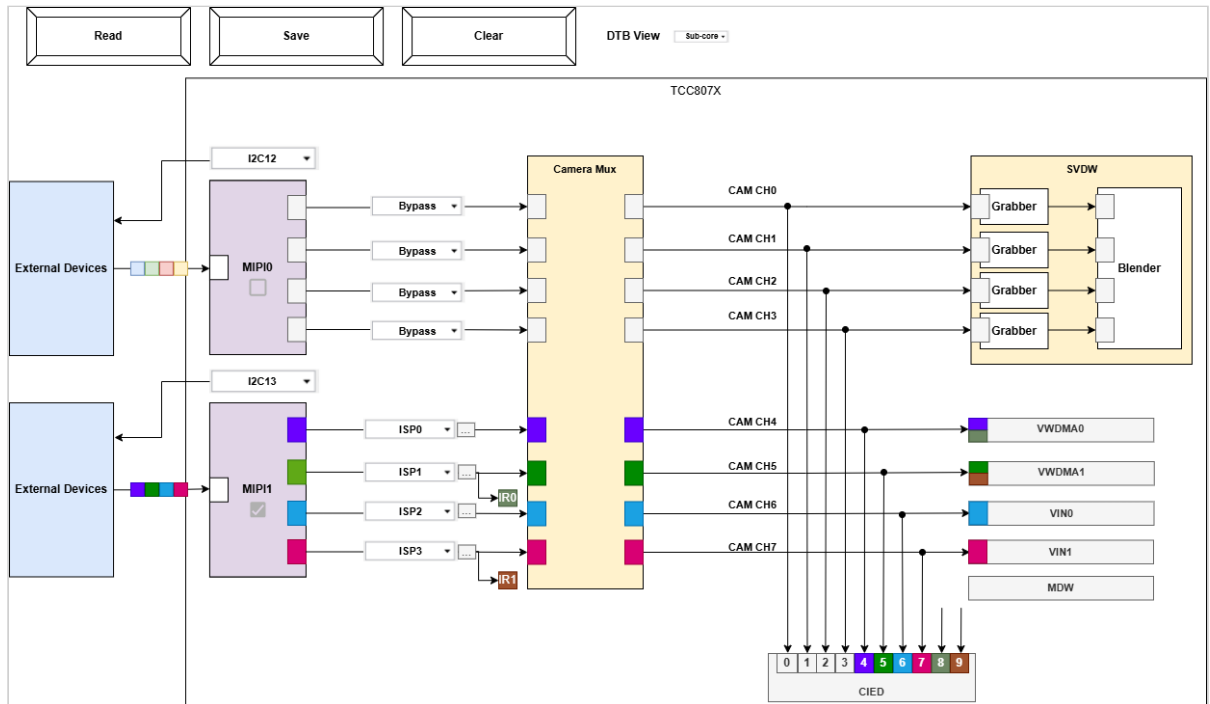 Read
Save
Clear
DTB View
Sub-core
TCC807X
I2C12
Camera Mux
SVDW
CAM CH0
Bypass
Grabber
External Devices
MIPI0
CAM CH1
Bypass
Grabber
Blender
CAM CH2
Bypass
Grabber
CAM CH3
Bypass
Grabber
I2C13
External Devices
MIPI1
ISP0
...
CAM CH4
VWDMA0
ISP1
...
IR0
CAM CH5
VWDMA1
ISP2
...
CAM CH6
VIN0
ISP3
...
IR1
CAM CH7
VIN1
MDW
0 1 2 3 4 5 6 7 8 9
CIED